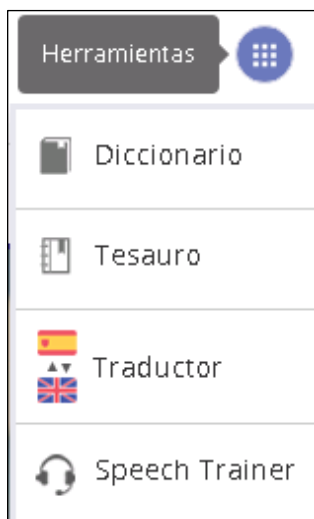 Herramientas
Diccionario
Tesauro
Traductor
Speech Trainer